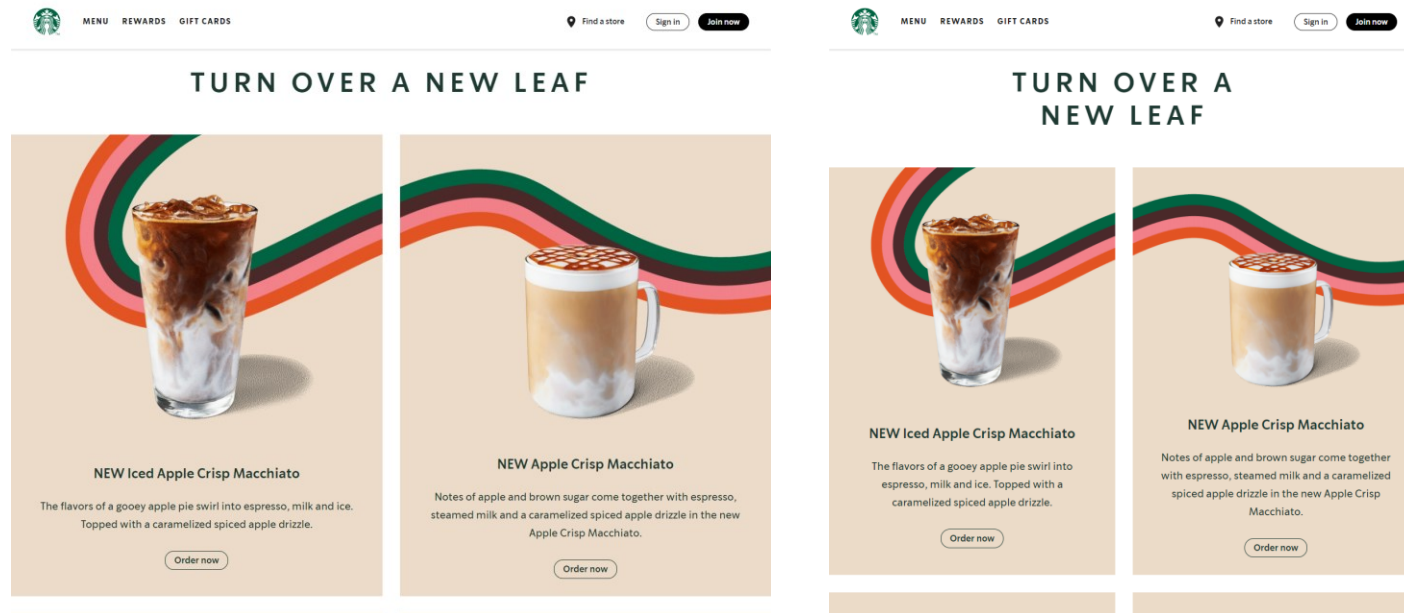 MENU REWARDS GIFT CARDS Find a store Sign in Join now
TURN OVER A NEW LEAF
NEW Iced Apple Crisp Macchiato
The flavors of a gooey apple pie swirl into espresso, milk and ice.
Topped with a caramelized spiced apple drizzle.
Order now
NEW Apple Crisp Macchiato
Notes of apple and brown sugar come together with espresso,
steamed milk and a caramelized spiced apple drizzle in the new
Apple Crisp Macchiato.
Order now
MENU REWARDS GIFT CARDS Find a store Sign in Join now
TURN OVER A
NEW LEAF
NEW Iced Apple Crisp Macchiato
The flavors of a gooey apple pie swirl into
espresso, milk and ice. Topped with a
caramelized spiced apple drizzle.
Order now
NEW Apple Crisp Macchiato
Notes of apple and brown sugar come together
with espresso, steamed milk and a caramelized
spiced apple drizzle in the new Apple Crisp
Macchiato.
Order now